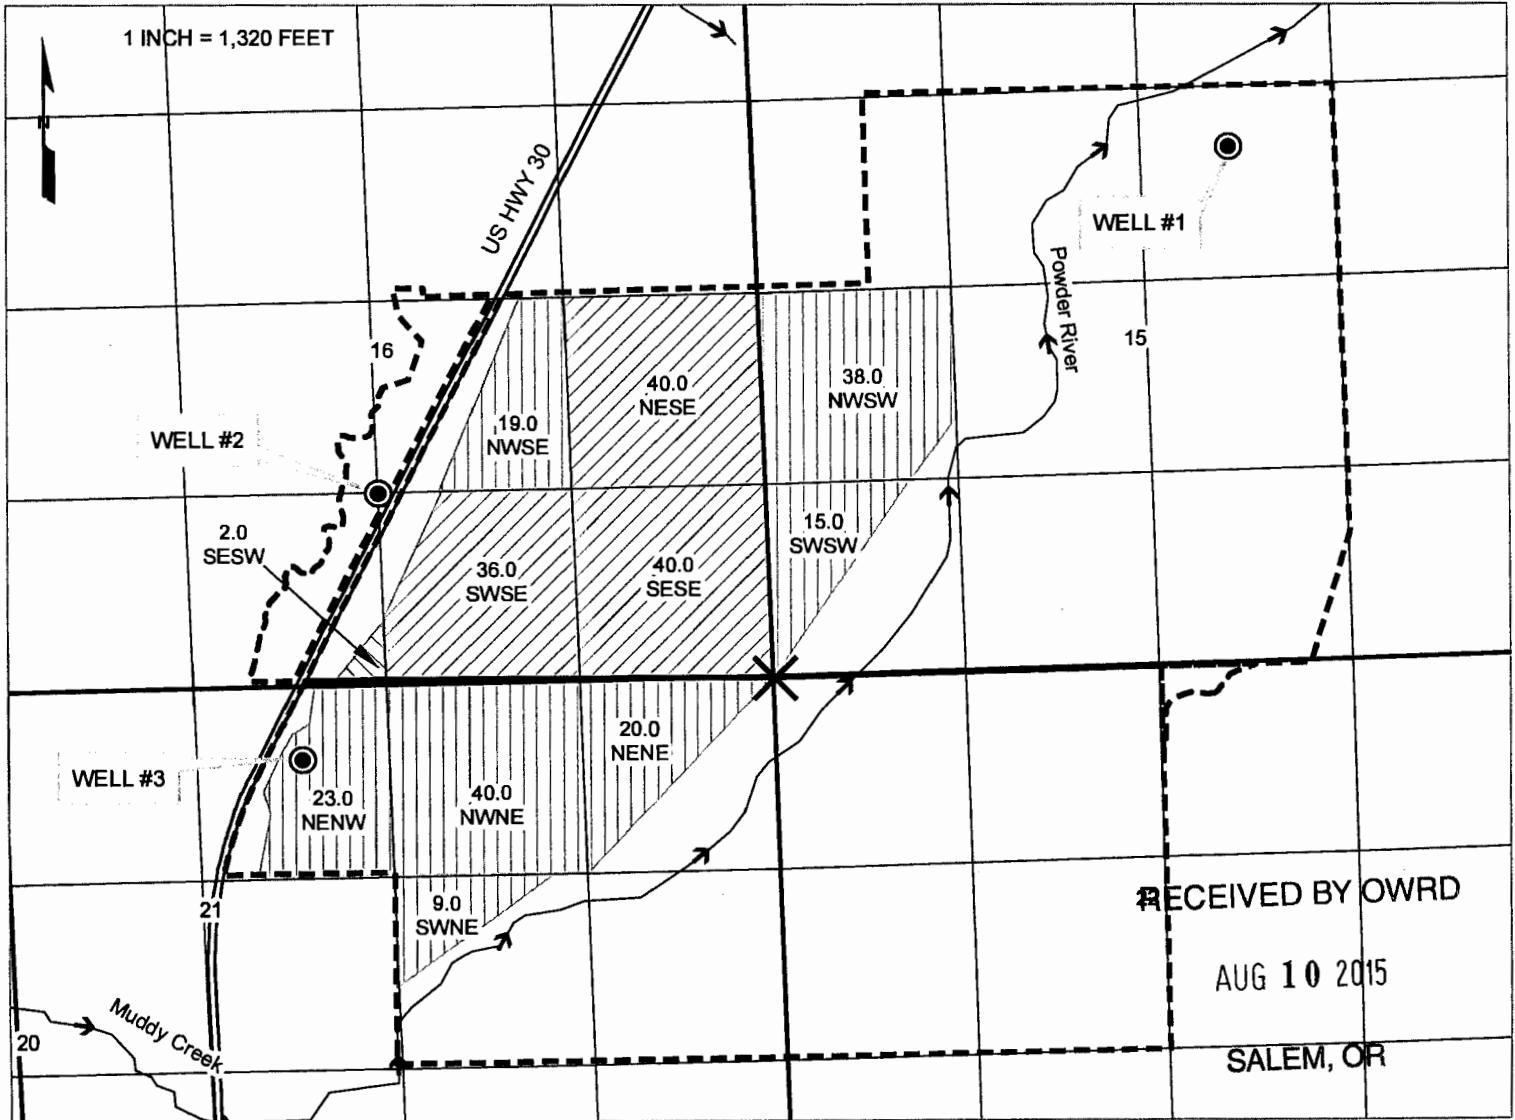 1 INCH = 1,320 FEET
N
US HWY 30
WELL #1
Powder River
15
16
40.0
NESE
38.0
NWSW
19.0
NWSE
WELL #2
2.0
SESW
15.0
SWSW
36.0
SWSE
40.0
SESE
20.0
NENE
WELL #3
23.0
NENW
40.0
NWNE
9.0
SWNE
21
RECEIVED BY OWRD
AUG 10 2015
SALEM, OR
Muddy Creek
20